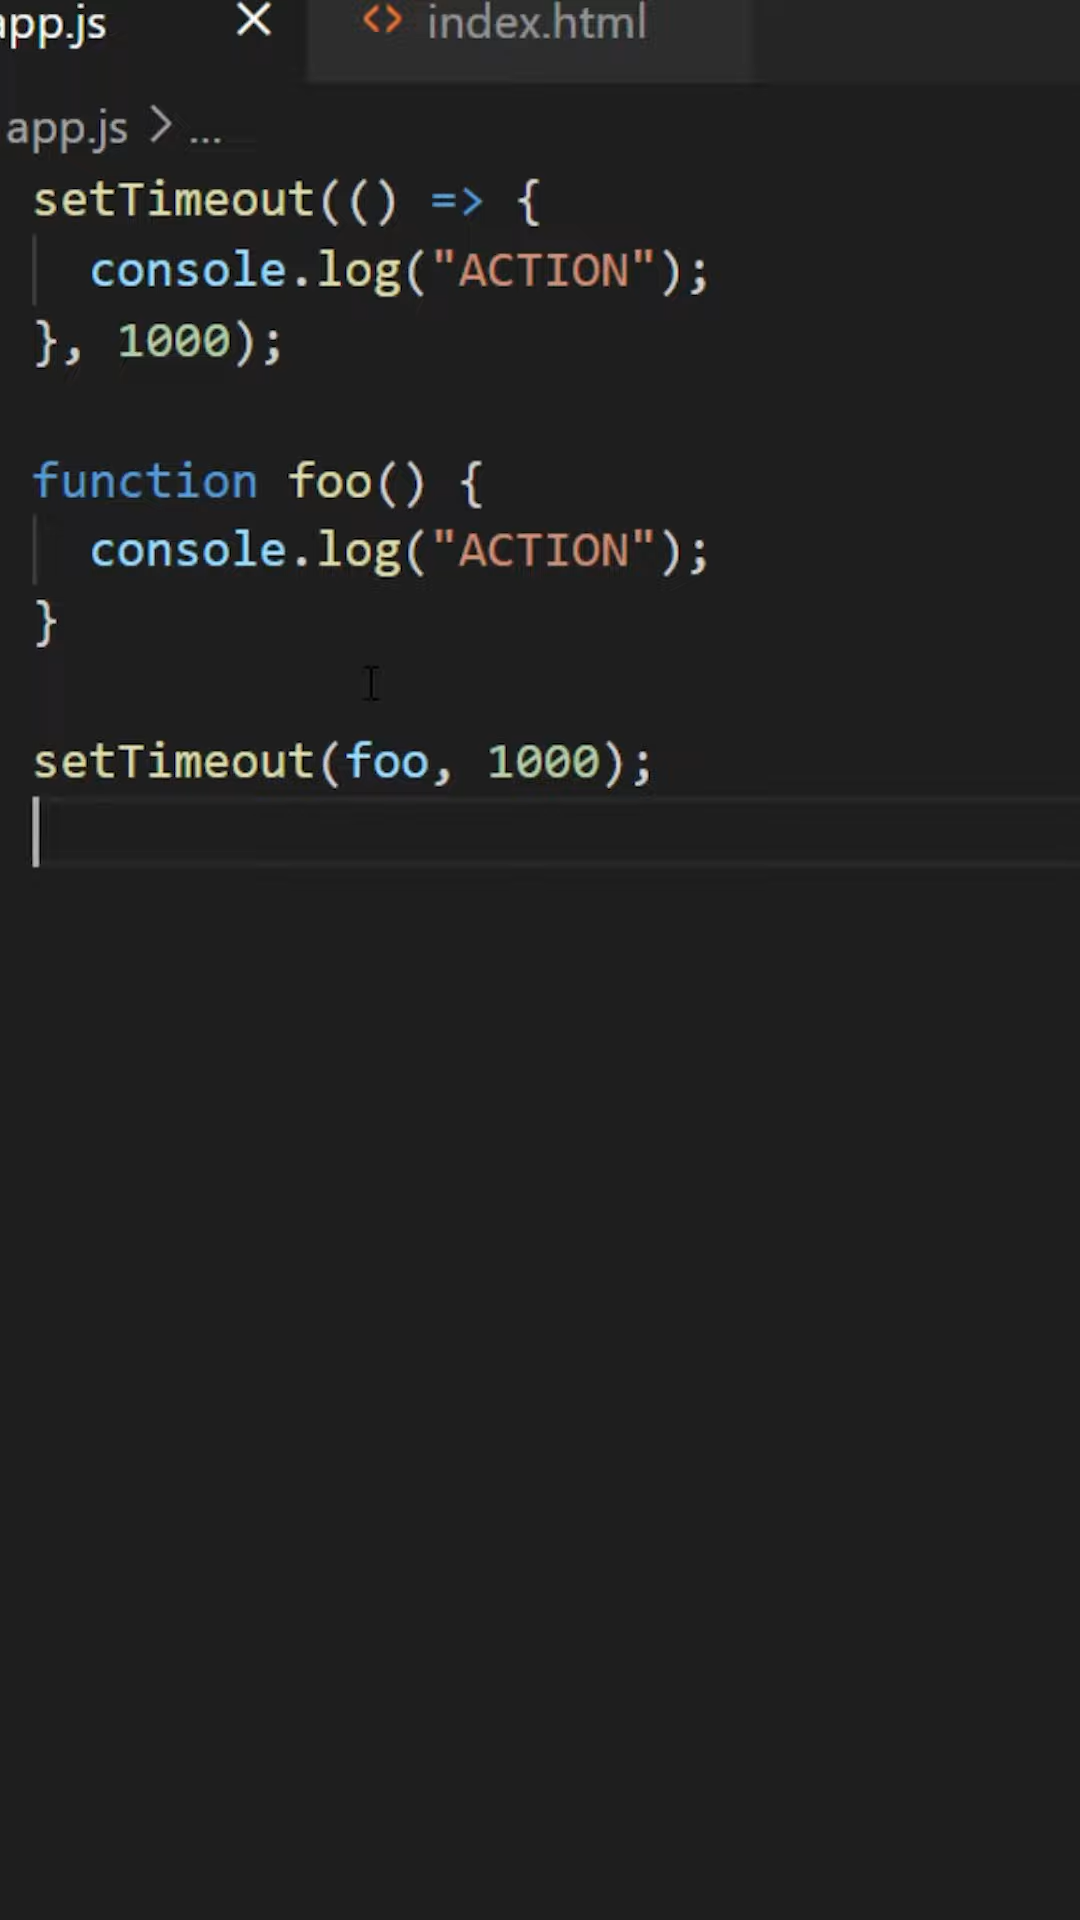 app.js
index.html
app.js > ...
setTimeout(() => {
console.log("ACTION");
}, 1000);
function foo() {
console.log("ACTION");
}
setTimeout(foo, 1000);